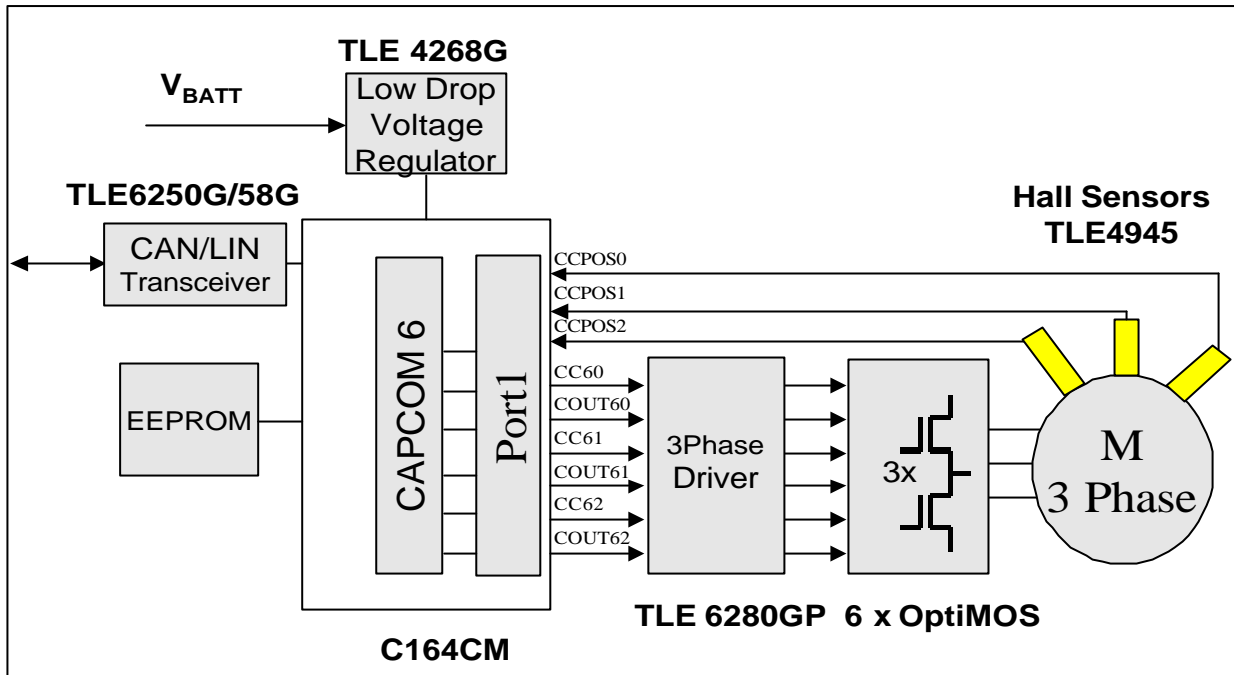 TLE 4268G
V_BATT
Low Drop
Voltage
Regulator
TLE6250G/58G
CAN/LIN
Transceiver
Hall Sensors
TLE4945
EEPROM
CAPCOM 6
Port1
CCPOS0
CCPOS1
CCPOS2
CC60
COUT60
CC61
COUT61
CC62
COUT62
3Phase
Driver
3x
M
3 Phase
TLE 6280GP
6 x OptiMOS
C164CM